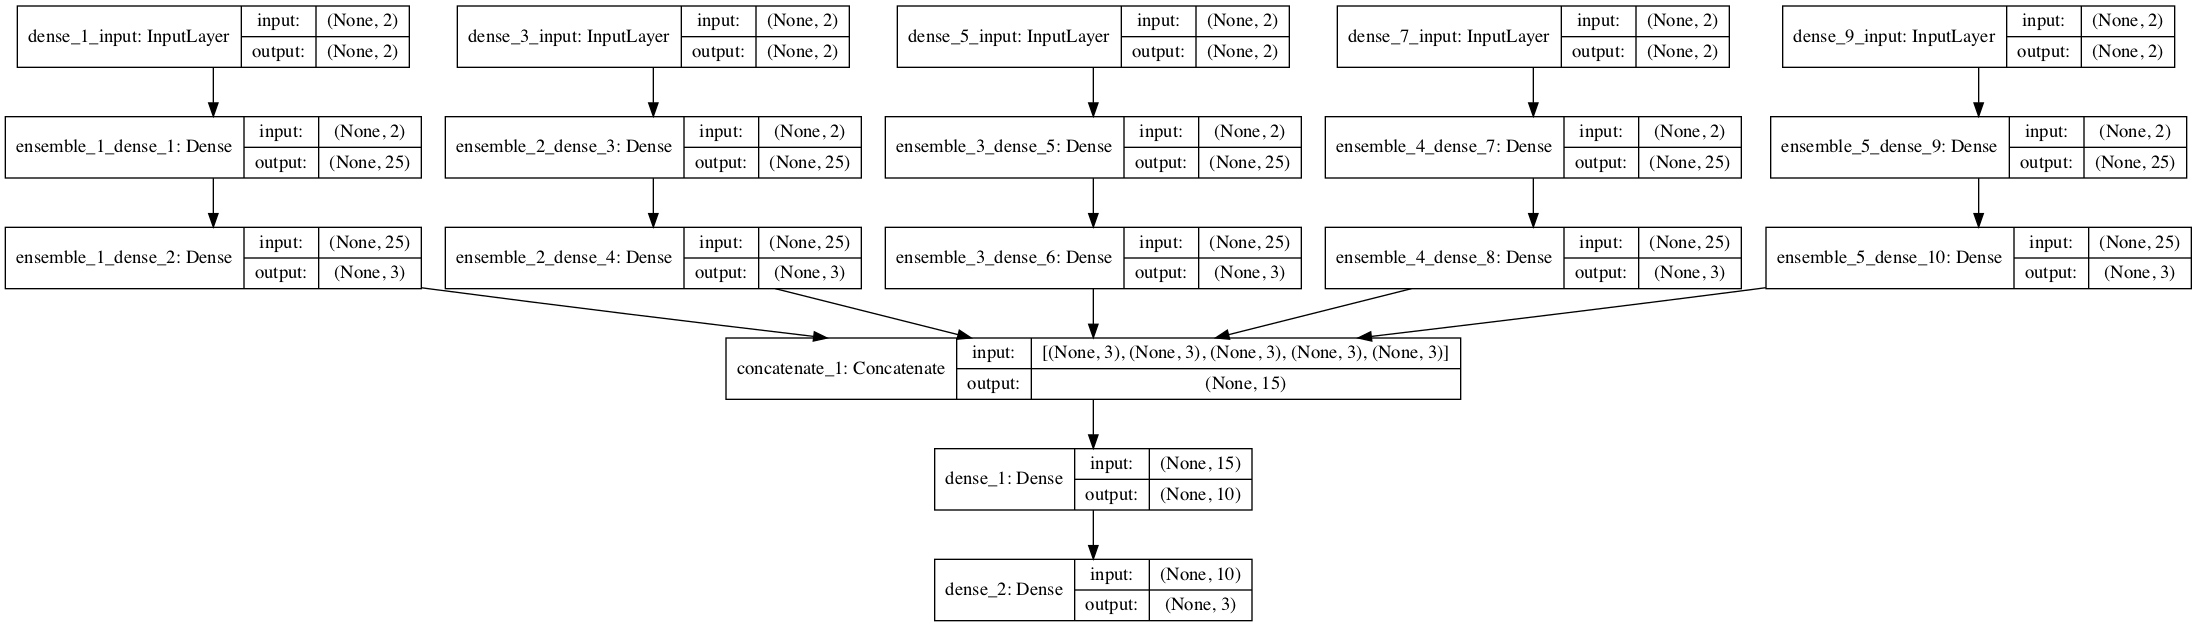 dense_1_input: InputLayer
input: (None, 2)
output: (None, 2)
dense_3_input: InputLayer
input: (None, 2)
output: (None, 2)
dense_5_input: InputLayer
input: (None, 2)
output: (None, 2)
dense_7_input: InputLayer
input: (None, 2)
output: (None, 2)
dense_9_input: InputLayer
input: (None, 2)
output: (None, 2)
ensemble_1_dense_1: Dense
input: (None, 2)
output: (None, 25)
ensemble_2_dense_3: Dense
input: (None, 2)
output: (None, 25)
ensemble_3_dense_5: Dense
input: (None, 2)
output: (None, 25)
ensemble_4_dense_7: Dense
input: (None, 2)
output: (None, 25)
ensemble_5_dense_9: Dense
input: (None, 2)
output: (None, 25)
ensemble_1_dense_2: Dense
input: (None, 25)
output: (None, 3)
ensemble_2_dense_4: Dense
input: (None, 25)
output: (None, 3)
ensemble_3_dense_6: Dense
input: (None, 25)
output: (None, 3)
ensemble_4_dense_8: Dense
input: (None, 25)
output: (None, 3)
ensemble_5_dense_10: Dense
input: (None, 25)
output: (None, 3)
concatenate_1: Concatenate
input: [(None, 3), (None, 3), (None, 3), (None, 3), (None, 3)]
output: (None, 15)
dense_1: Dense
input: (None, 15)
output: (None, 10)
dense_2: Dense
input: (None, 10)
output: (None, 3)